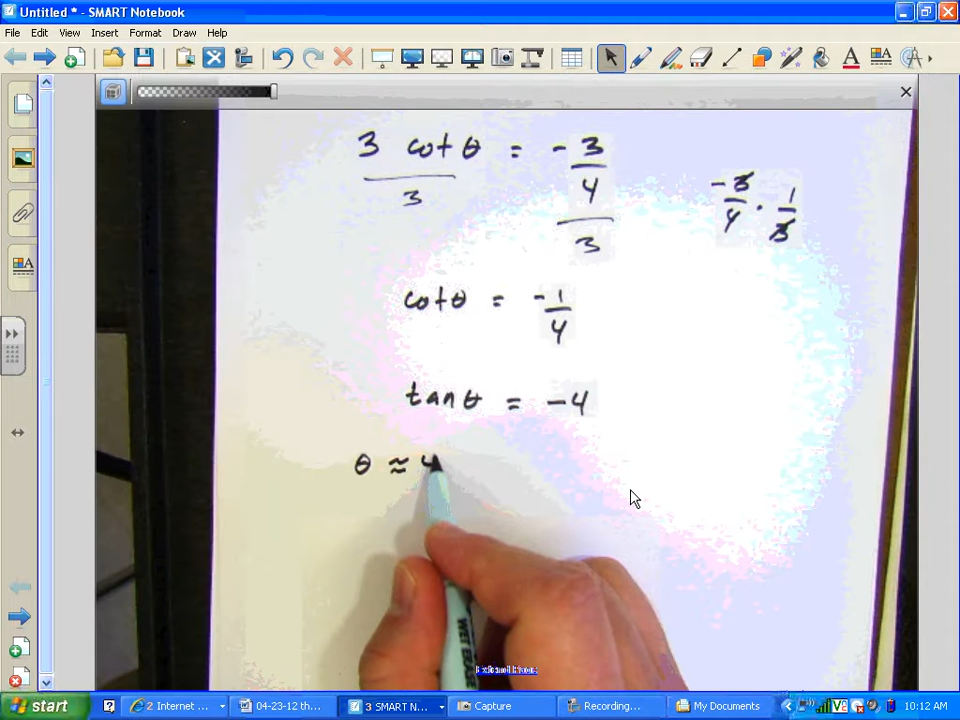 Untitled * - SMART Notebook
File Edit View Insert Format Draw Help
3 cot θ = - 3/4
3 3
-3/4 · 1/3
cot θ = - 1/4
tan θ = -4
θ ≈ 4
Extend Page
start
2 Internet ...
04-23-12 th...
3 SMART N...
Capture
Recording...
My Documents
10:12 AM